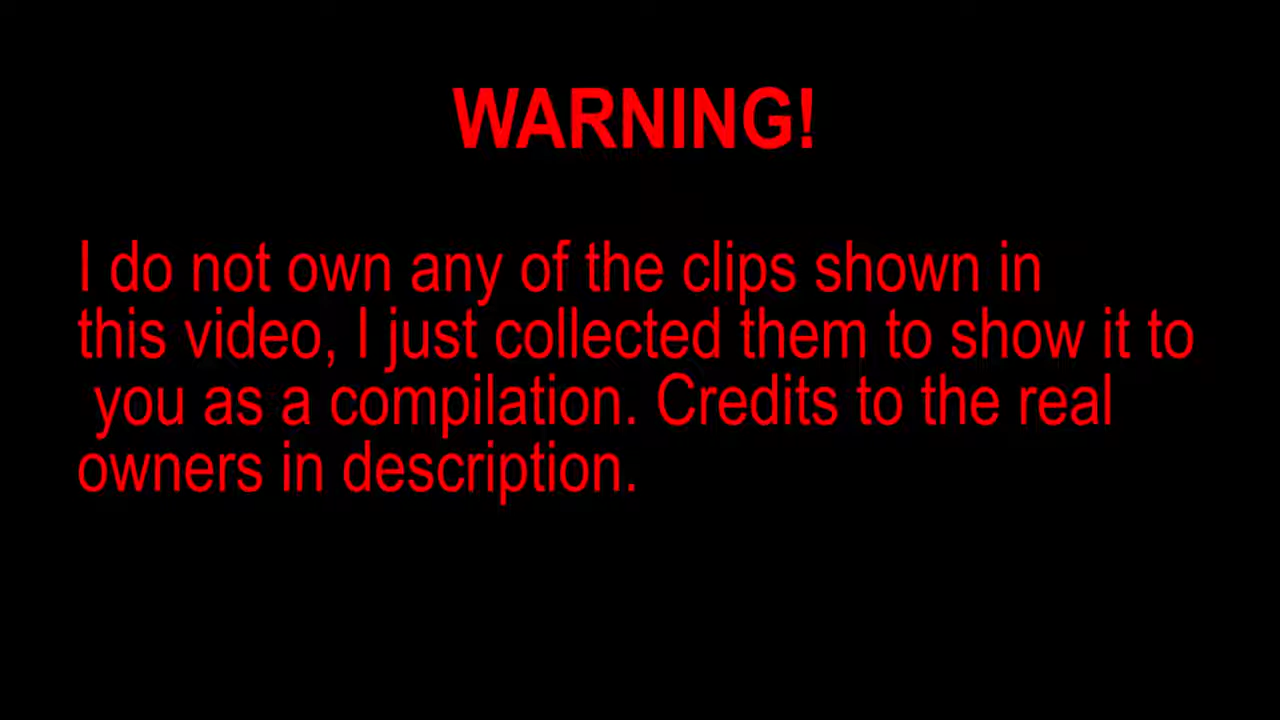 WARNING!
I do not own any of the clips shown in
this video, I just collected them to show it to
you as a compilation. Credits to the real
owners in description.